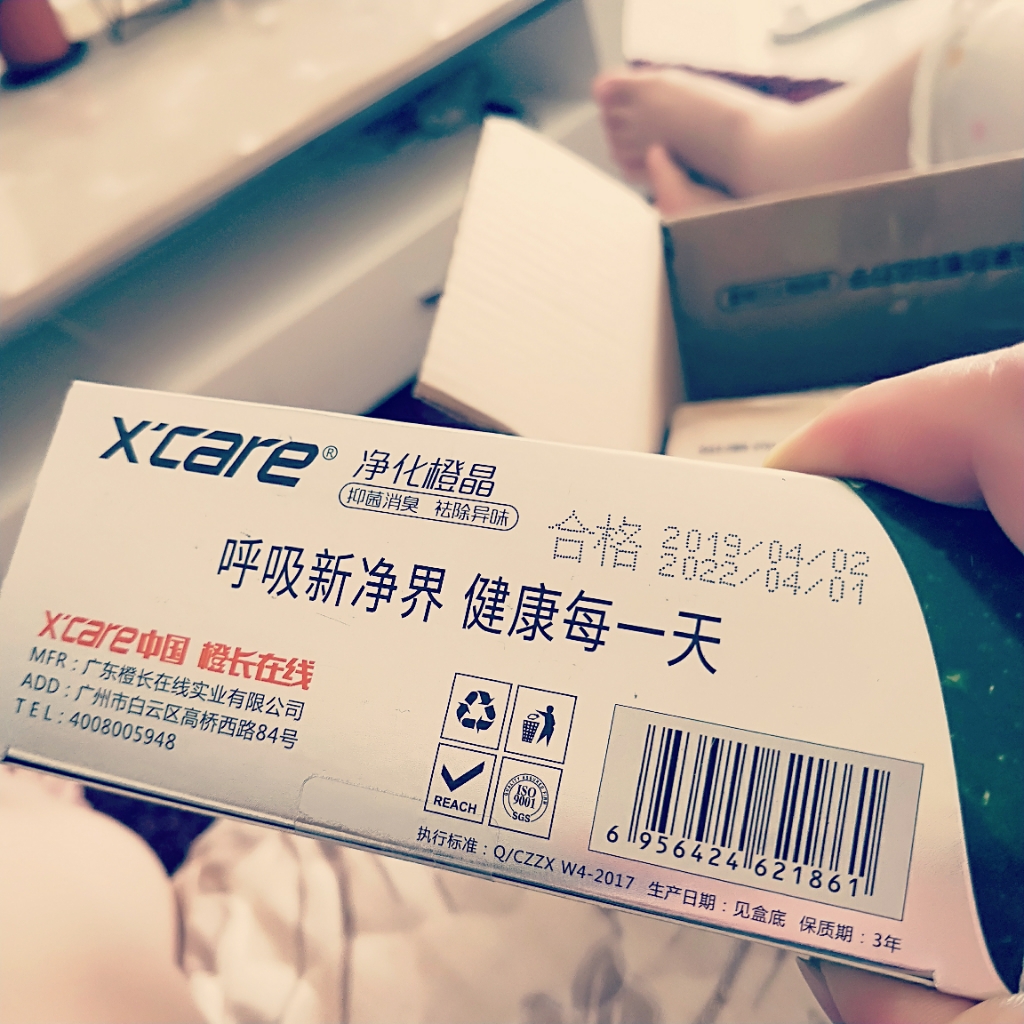 X'care® 净化橙晶
抑菌消臭 祛除异味
合格 2019/04/02
2022/04/01
呼吸新净界 健康每一天
X'care中国 橙长在线
MFR：广东橙长在线实业有限公司
ADD：广州市白云区高桥西路84号
TEL：4008005948
REACH
QUALITY ASSURED FIRM
ISO
9001
SGS
6 956424 621861
执行标准：Q/CZZX W4-2017 生产日期：见盒底 保质期：3年